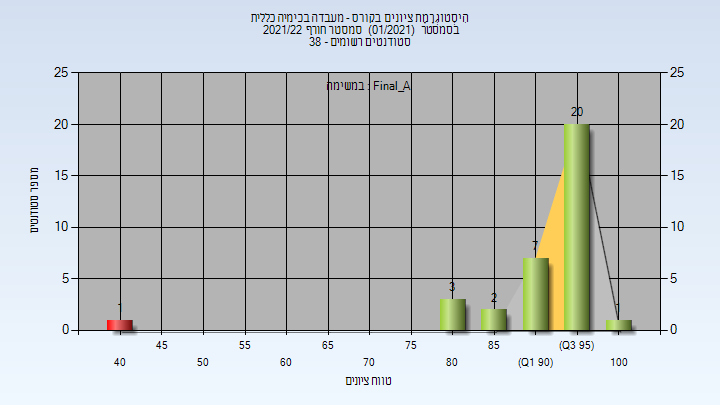 היסטוגרמת ציונים בקורס - מעבדה בכימיה כללית
בסמסטר (01/2021) סמסטר חורף 2021/22
סטודנטים רשומים - 38
במשימה : Final_A
מספר סטודנטים
25 25
20 20
15 15
10 10
5 5
0 0
1 3 2 7 20 1
45 55 65 75 85 (Q3 95)
40 50 60 70 80 (Q1 90) 100
טווח ציונים